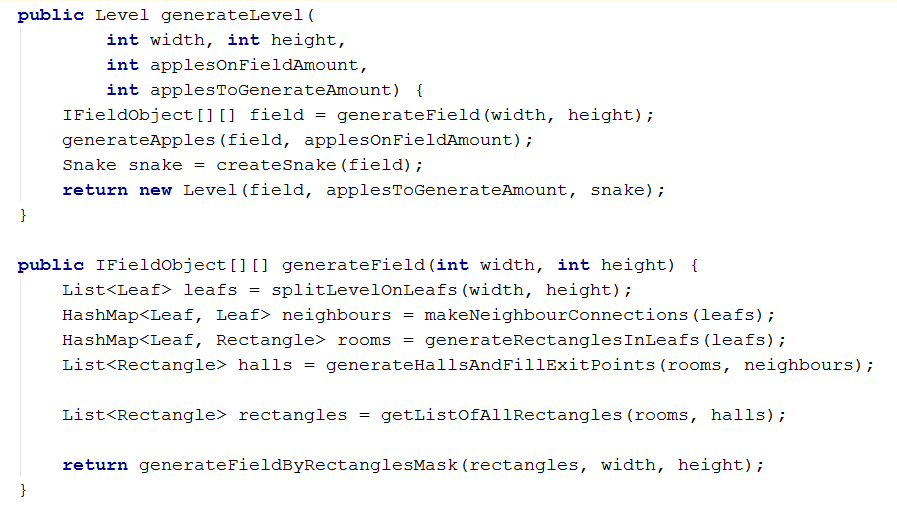 public Level generateLevel(
        int width, int height,
        int applesOnFieldAmount,
        int applesToGenerateAmount) {
    IFieldObject[][] field = generateField(width, height);
    generateApples(field, applesOnFieldAmount);
    Snake snake = createSnake(field);
    return new Level(field, applesToGenerateAmount, snake);
}

public IFieldObject[][] generateField(int width, int height) {
    List<Leaf> leafs = splitLevelOnLeafs(width, height);
    HashMap<Leaf, Leaf> neighbours = makeNeighbourConnections(leafs);
    HashMap<Leaf, Rectangle> rooms = generateRectanglesInLeafs(leafs);
    List<Rectangle> halls = generateHallsAndFillExitPoints(rooms, neighbours);

    List<Rectangle> rectangles = getListOfAllRectangles(rooms, halls);

    return generateFieldByRectanglesMask(rectangles, width, height);
}